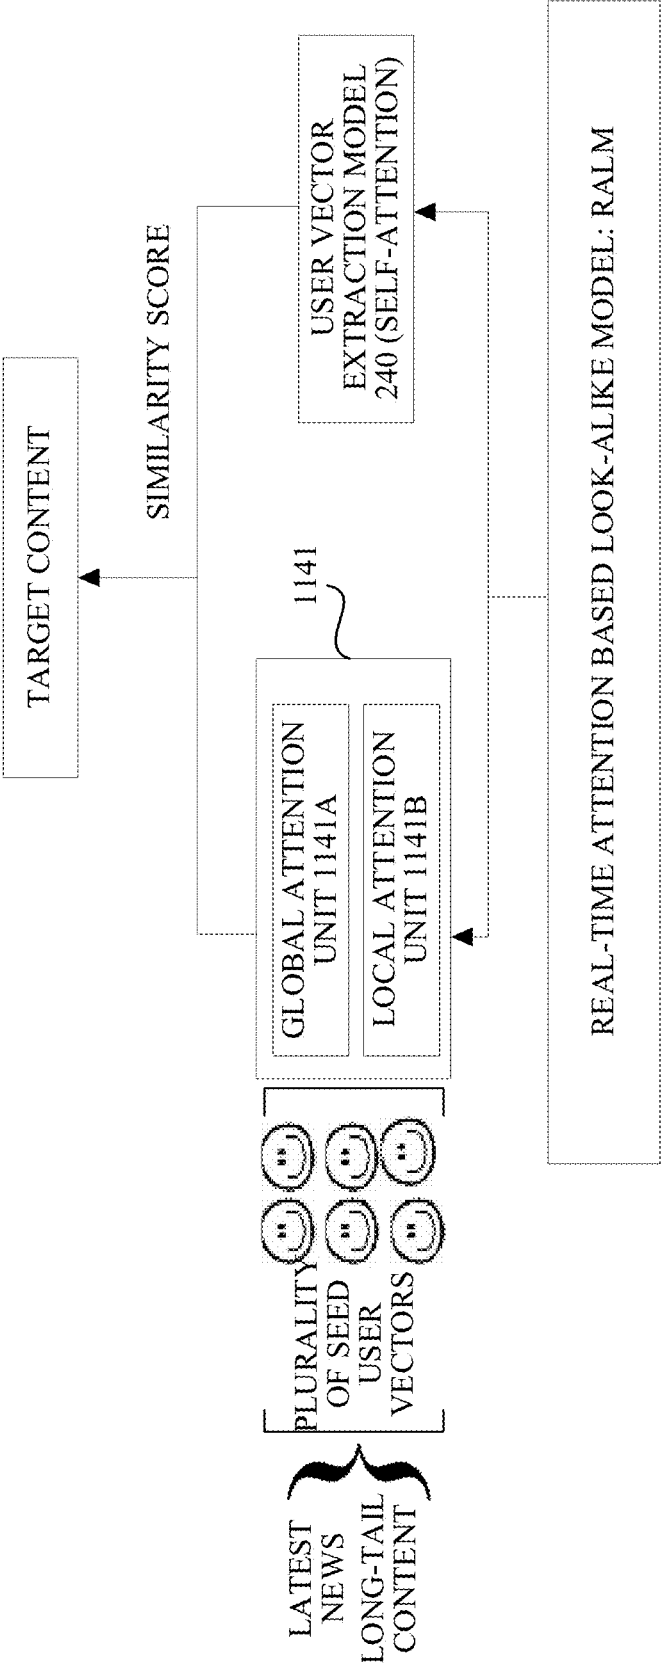 TARGET CONTENT
SIMILARITY SCORE
LATEST
NEWS
LONG-TAIL
CONTENT
PLURALITY
OF SEED
USER
VECTORS
GLOBAL ATTENTION
UNIT 1141A
LOCAL ATTENTION
UNIT 1141B
1141
USER VECTOR
EXTRACTION MODEL
240 (SELF-ATTENTION)
REAL-TIME ATTENTION BASED LOOK-ALIKE MODEL: RALM